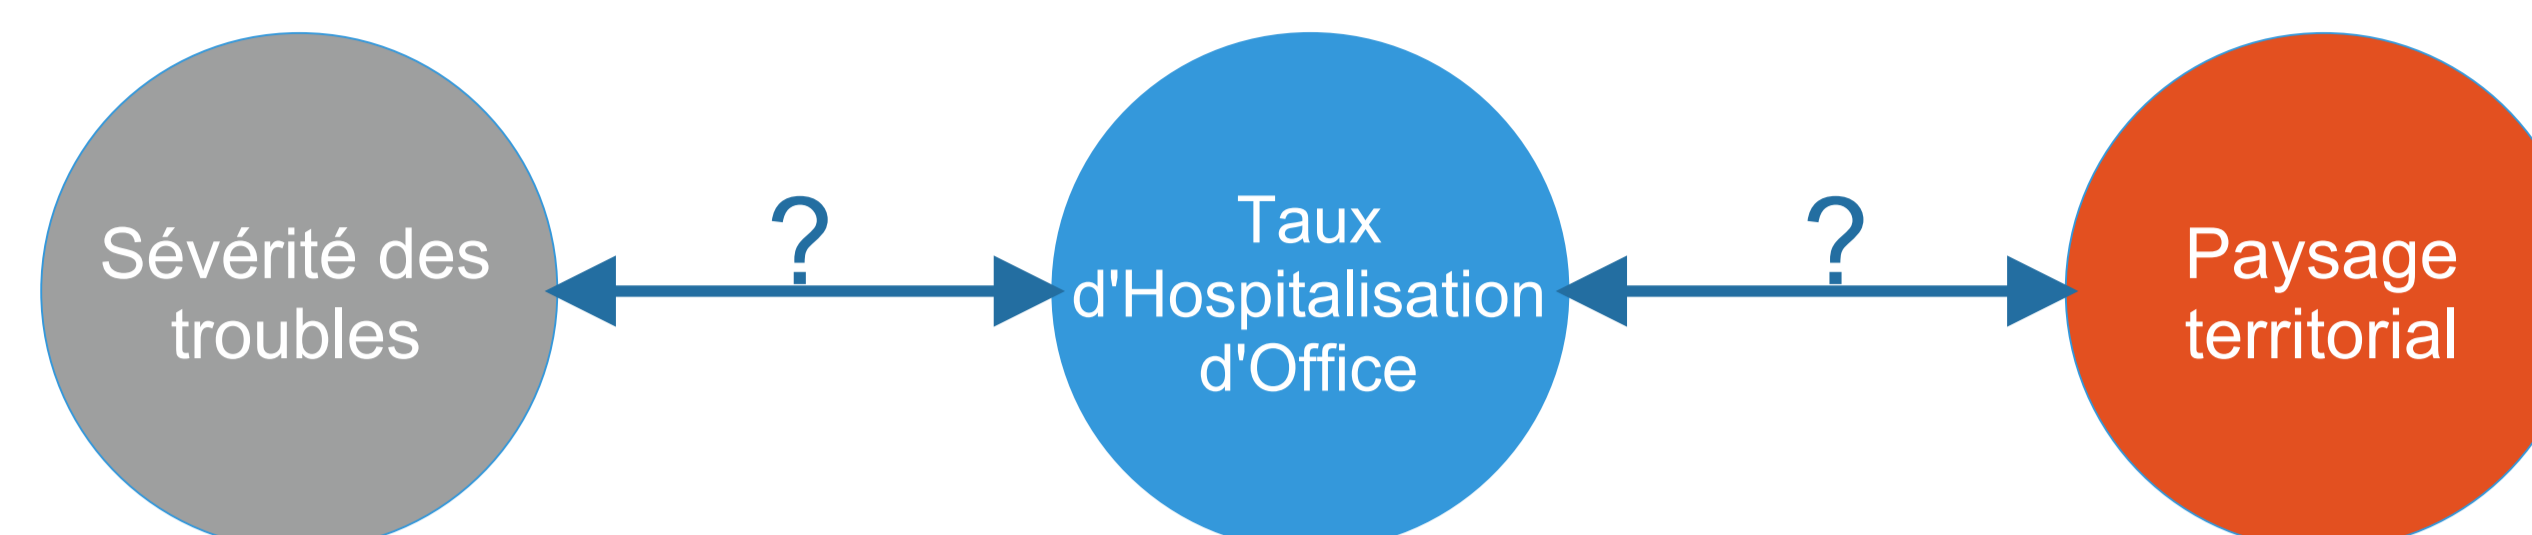 Sévérité des
troubles
?
Taux
d'Hospitalisation
d'Office
?
Paysage
territorial